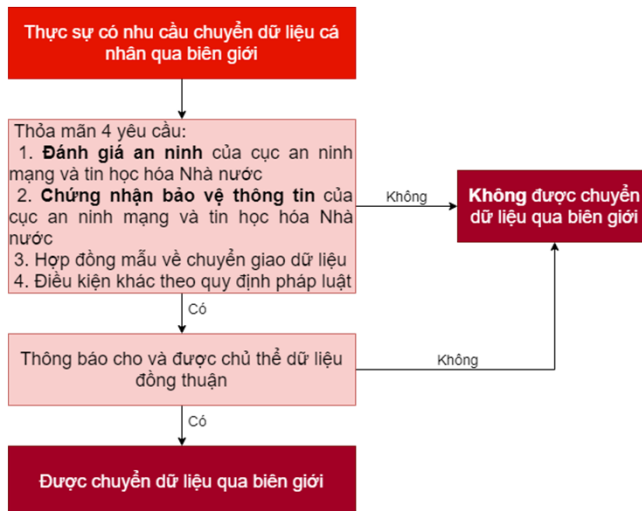 Thực sự có nhu cầu chuyển dữ liệu cá
nhân qua biên giới
Thỏa mãn 4 yêu cầu:
1. Đánh giá an ninh của cục an ninh
mạng và tin học hóa Nhà nước
2. Chứng nhận bảo vệ thông tin của
cục an ninh mạng và tin học hóa Nhà
nước
3. Hợp đồng mẫu về chuyển giao dữ liệu
4. Điều kiện khác theo quy định pháp luật
Không
Không được chuyển
dữ liệu qua biên giới
Có
Thông báo cho và được chủ thể dữ liệu
đồng thuận
Không
Có
Được chuyển dữ liệu qua biên giới